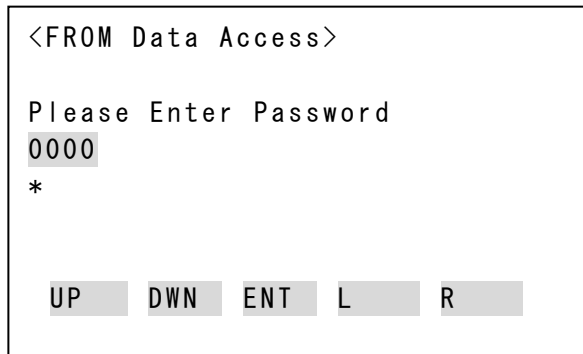 <FROM Data Access>
Please Enter Password
0000
*
UP DWN ENT L R